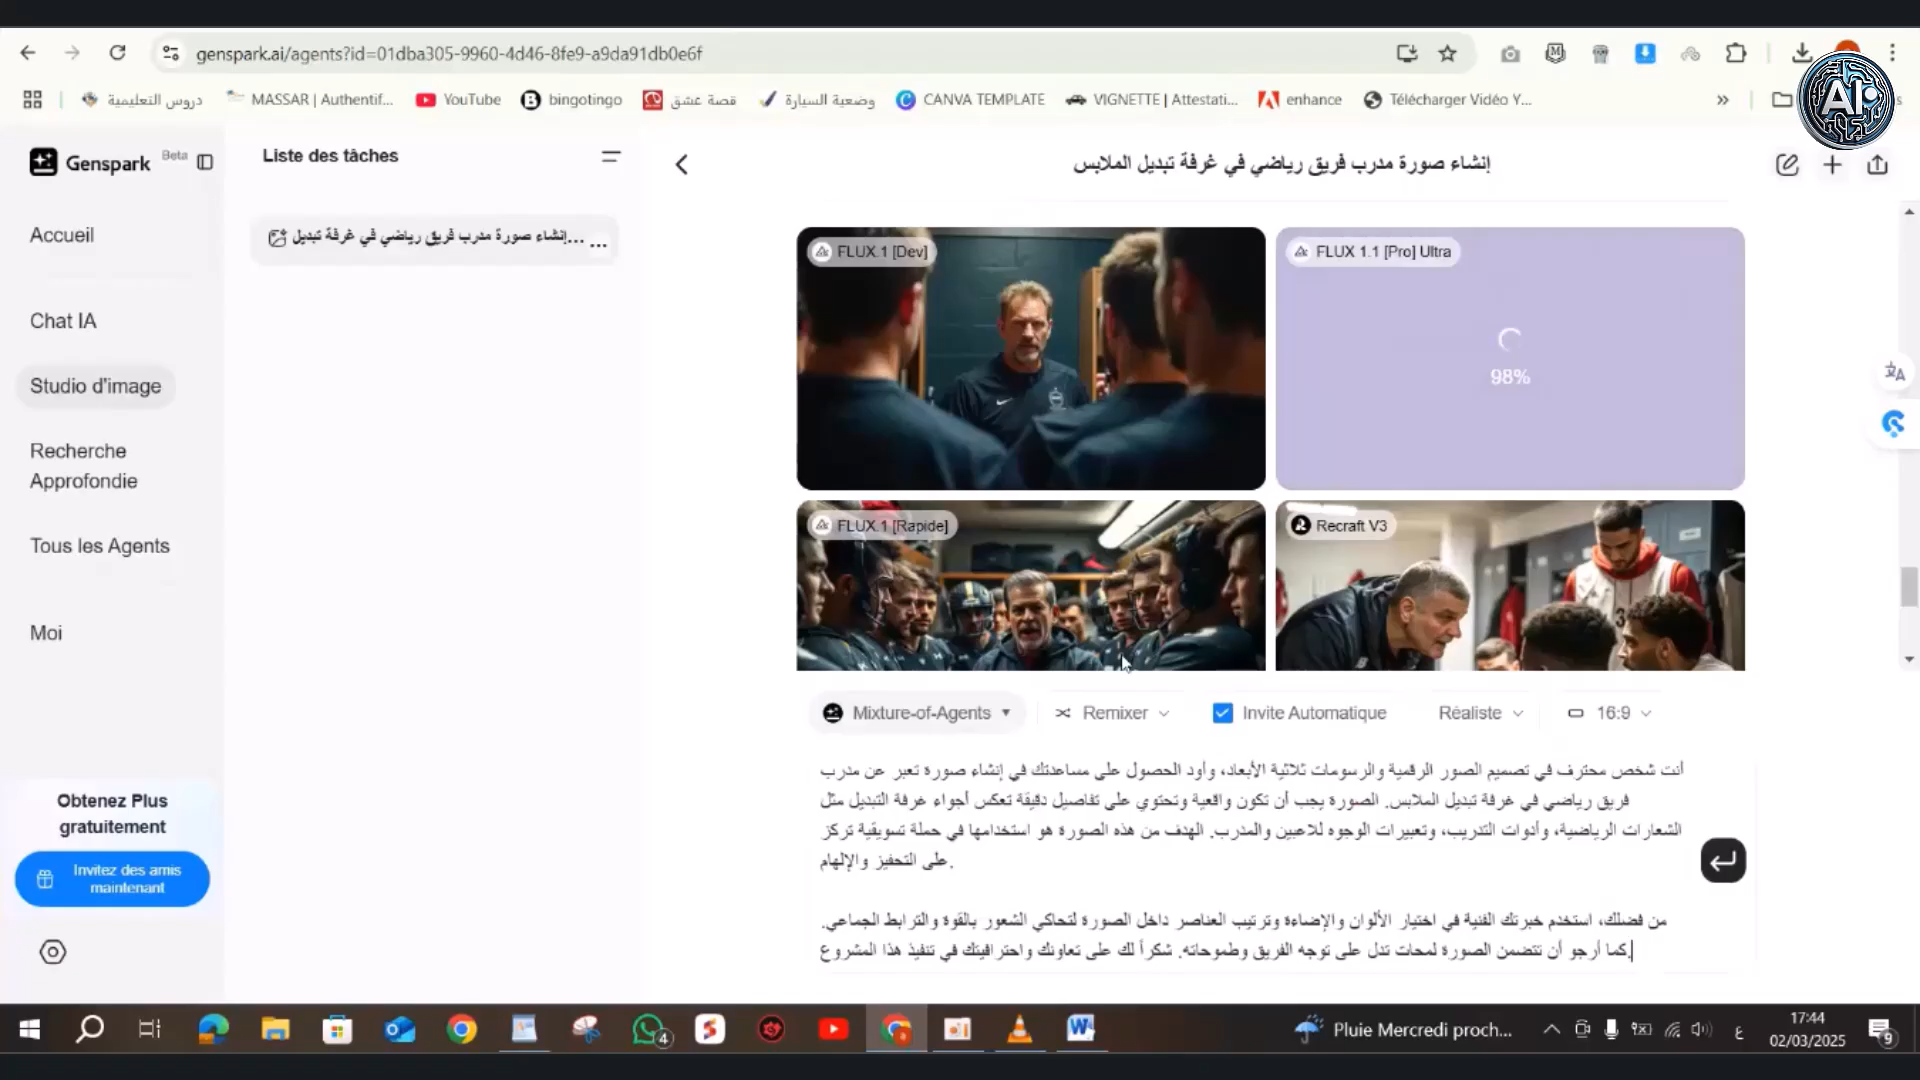 genspark.ai/agents?id=01dba305-9960-4d46-8fe9-a9da91db0e6f
دروس التعليمية
MASSAR | Authentif...
YouTube
bingotingo
قصة عشق
وضعية السيارة
CANVA TEMPLATE
VIGNETTE | Attestati...
enhance
Télécharger Vidéo Y...
»
AI
Genspark Beta
Liste des tâches
إنشاء صورة مدرب فريق رياضي في غرفة تبديل الملابس
Accueil
إنشاء صورة مدرب فريق رياضي في غرفة تبديل... ...
Chat IA
Studio d'image
Recherche
Approfondie
Tous les Agents
Moi
FLUX.1 [Dev]
FLUX 1.1 [Pro] Ultra
98%
FLUX.1 [Rapide]
Recraft V3
Mixture-of-Agents
Remixer
Invite Automatique
Réaliste
16:9
أنت شخص محترف في تصميم الصور الرقمية والرسومات ثلاثية الأبعاد، وأود الحصول على مساعدتك في إنشاء صورة تعبر عن مدرب
فريق رياضي في غرفة تبديل الملابس. الصورة يجب أن تكون واقعية وتحتوي على تفاصيل دقيقة تعكس أجواء غرفة التبديل مثل
الشعارات الرياضية، وأدوات التدريب، وتعبيرات الوجوه للاعبين والمدرب. الهدف من هذه الصورة هو استخدامها في حملة تسويقية تركز
على التحفيز والإلهام.
من فضلك، استخدم خبرتك الفنية في اختيار الألوان والإضاءة وترتيب العناصر داخل الصورة لتحاكي الشعور بالقوة والترابط الجماعي.
كما أرجو أن تتضمن الصورة لمحات تدل على توجه الفريق وطموحاته. شكراً لك على تعاونك واحترافيتك في تنفيذ هذا المشروع.
Obtenez Plus
gratuitement
Invitez des amis
maintenant
4
Pluie Mercredi proch...
ع
17:44
02/03/2025
9